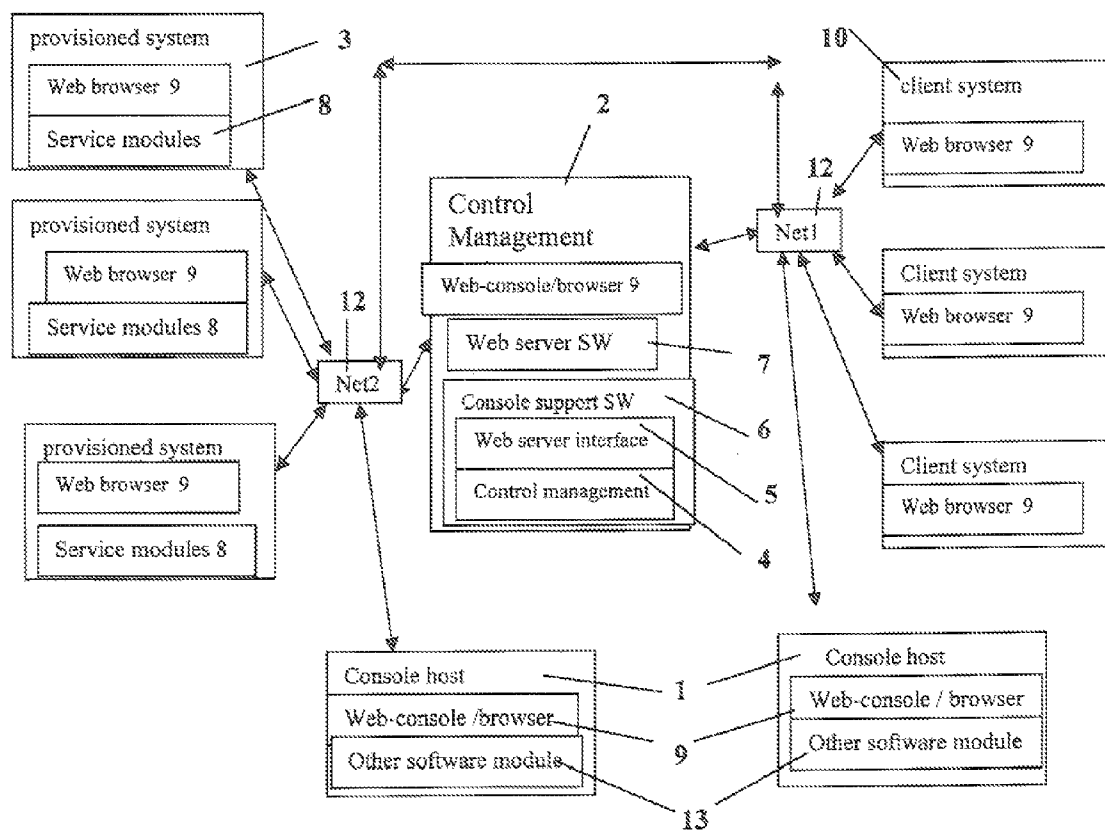 provisioned system
3
Web browser 9
8
Service modules
provisioned system
Web browser 9
Service modules 8
provisioned system
Web browser 9
Service modules 8
12
Net2
2
Control
Management
Web-console/browser 9
Web server SW
7
Console support SW
6
Web server interface
5
Control management
4
12
Net1
10
client system
Web browser 9
Client system
Web browser 9
Client system
Web browser 9
Console host
1
Web-console /browser
9
Other software module
13
Console host
Web-console / browser
Other software module